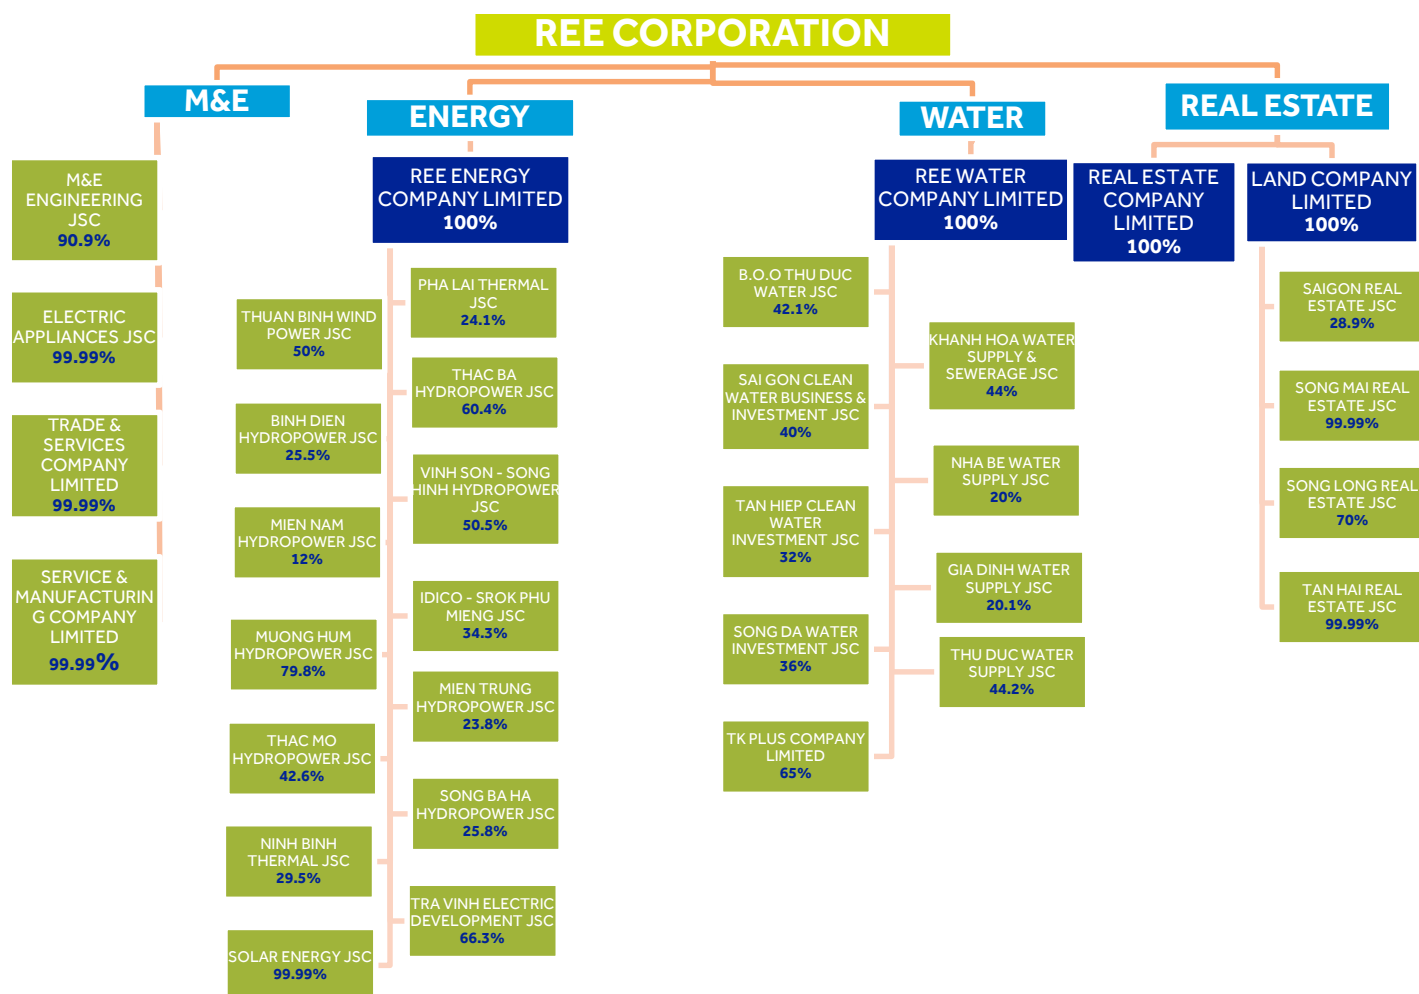 REE CORPORATION
M&E
M&E
ENGINEERING
JSC
90.9%
ELECTRIC
APPLIANCES JSC
99.99%
TRADE &
SERVICES
COMPANY
LIMITED
99.99%
SERVICE &
MANUFACTURIN
G COMPANY
LIMITED
99.99%
ENERGY
REE ENERGY
COMPANY LIMITED
100%
THUAN BINH WIND
POWER JSC
50%
BINH DIEN
HYDROPOWER JSC
25.5%
MIEN NAM
HYDROPOWER JSC
12%
MUONG HUM
HYDROPOWER JSC
79.8%
THAC MO
HYDROPOWER JSC
42.6%
NINH BINH
THERMAL JSC
29.5%
SOLAR ENERGY JSC
99.99%
PHA LAI THERMAL
JSC
24.1%
THAC BA
HYDROPOWER JSC
60.4%
VINH SON - SONG
HINH HYDROPOWER
JSC
50.5%
IDICO - SROK PHU
MIENG JSC
34.3%
MIEN TRUNG
HYDROPOWER JSC
23.8%
SONG BA HA
HYDROPOWER JSC
25.8%
TRA VINH ELECTRIC
DEVELOPMENT JSC
66.3%
WATER
REE WATER
COMPANY LIMITED
100%
B.O.O THU DUC
WATER JSC
42.1%
SAI GON CLEAN
WATER BUSINESS &
INVESTMENT JSC
40%
TAN HIEP CLEAN
WATER
INVESTMENT JSC
32%
SONG DA WATER
INVESTMENT JSC
36%
TK PLUS COMPANY
LIMITED
65%
KHANH HOA WATER
SUPPLY &
SEWERAGE JSC
44%
NHA BE WATER
SUPPLY JSC
20%
GIA DINH WATER
SUPPLY JSC
20.1%
THU DUC WATER
SUPPLY JSC
44.2%
REAL ESTATE
REAL ESTATE
COMPANY
LIMITED
100%
LAND COMPANY
LIMITED
100%
SAIGON REAL
ESTATE JSC
28.9%
SONG MAI REAL
ESTATE JSC
99.99%
SONG LONG REAL
ESTATE JSC
70%
TAN HAI REAL
ESTATE JSC
99.99%